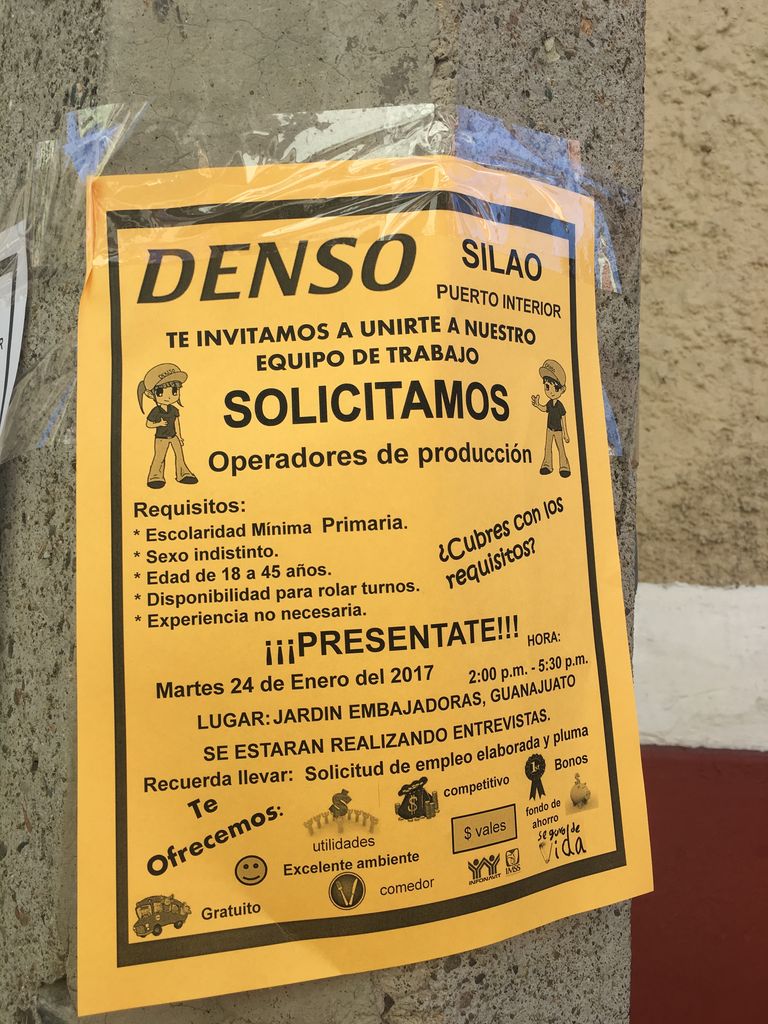 DENSO
SILAO
PUERTO INTERIOR
TE INVITAMOS A UNIRTE A NUESTRO
EQUIPO DE TRABAJO
SOLICITAMOS
Operadores de producción
Requisitos:
* Escolaridad Mínima Primaria.
* Sexo indistinto.
* Edad de 18 a 45 años.
* Disponibilidad para rolar turnos.
* Experiencia no necesaria.
¿Cubres con los
requisitos?
¡¡¡PRESENTATE!!!
HORA:
Martes 24 de Enero del 2017
2:00 p.m. - 5:30 p.m.
LUGAR: JARDIN EMBAJADORAS, GUANAJUATO
SE ESTARAN REALIZANDO ENTREVISTAS.
Recuerda llevar: Solicitud de empleo elaborada y pluma
Te
Ofrecemos:
$
utilidades
$
competitivo
Bonos
$ vales
fondo de
ahorro
seguro de
Vida
Excelente ambiente
comedor
INFONAVIT
IMSS
Gratuito